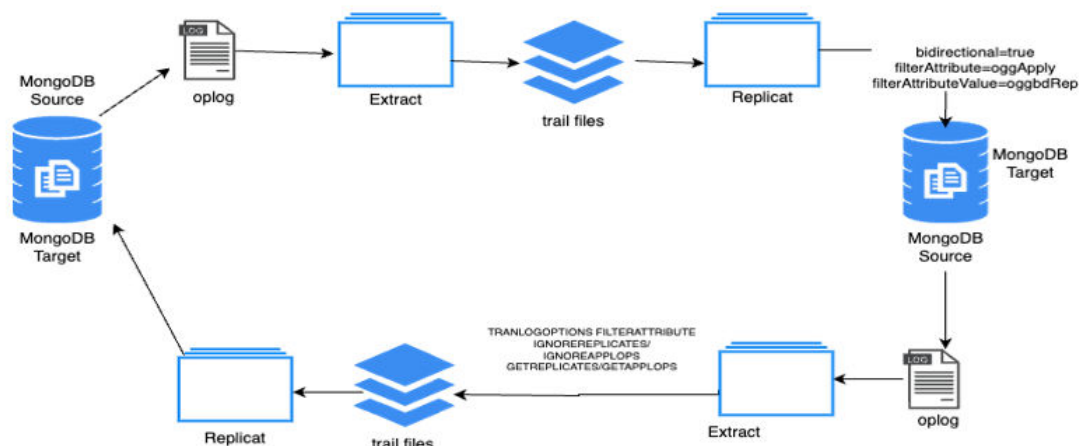 MongoDB
Source
LOG
oplog
Extract
trail files
Replicat
bidirectional=true
filterAttribute=oggApply
filterAttributeValue=oggbdRep
MongoDB
Target
MongoDB
Target
MongoDB
Source
TRANLOGOPTIONS FILTERATTRIBUTE
IGNOREREPLICATES/
IGNOREAPPLOPS
GETREPLICATES/GETAPPLOPS
LOG
oplog
Extract
trail files
Replicat